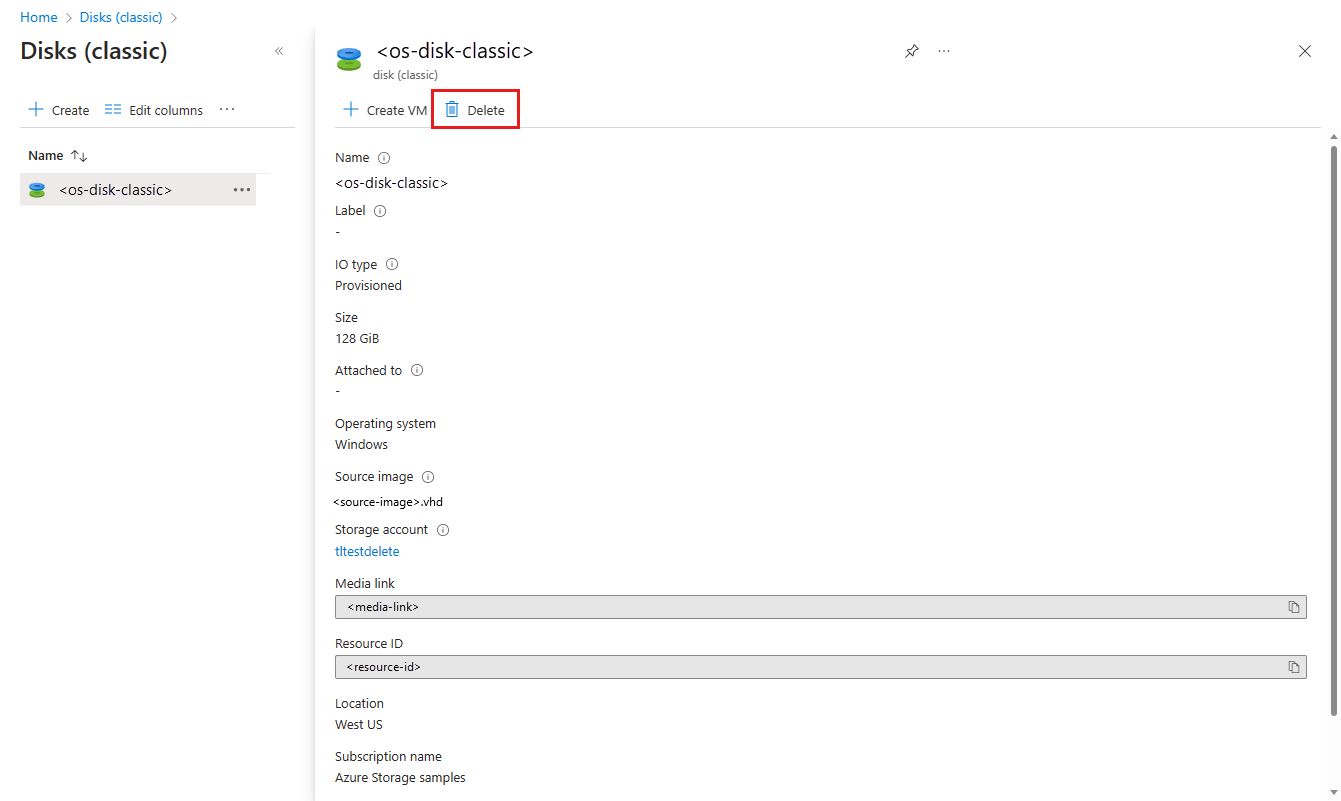 Home > Disks (classic) >
Disks (classic) «
Create Edit columns ...
Name ↑↓
<os-disk-classic> ...
<os-disk-classic> ...
disk (classic)
Create VM Delete
Name
<os-disk-classic>
Label
-
IO type
Provisioned
Size
128 GiB
Attached to
-
Operating system
Windows
Source image
<source-image>.vhd
Storage account
tltestdelete
Media link
<media-link>
Resource ID
<resource-id>
Location
West US
Subscription name
Azure Storage samples